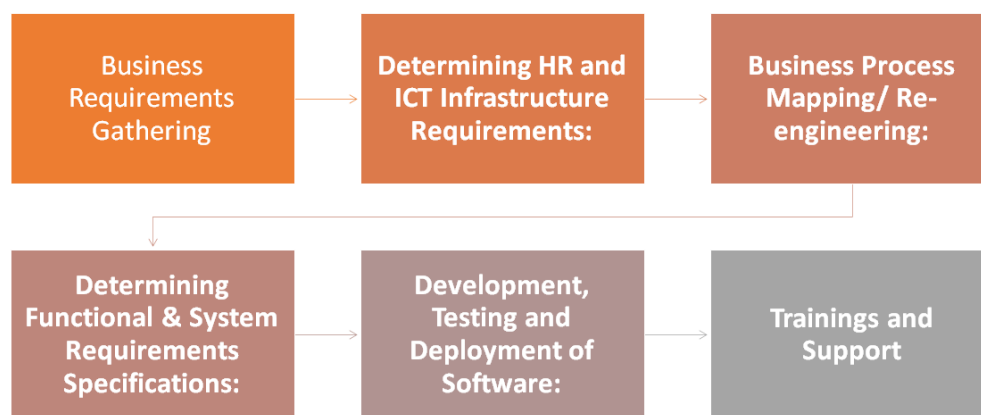 Business
Requirements
Gathering
Determining HR and
ICT Infrastructure
Requirements:
Business Process
Mapping/ Re-
engineering:
Determining
Functional & System
Requirements
Specifications:
Development,
Testing and
Deployment of
Software:
Trainings and
Support